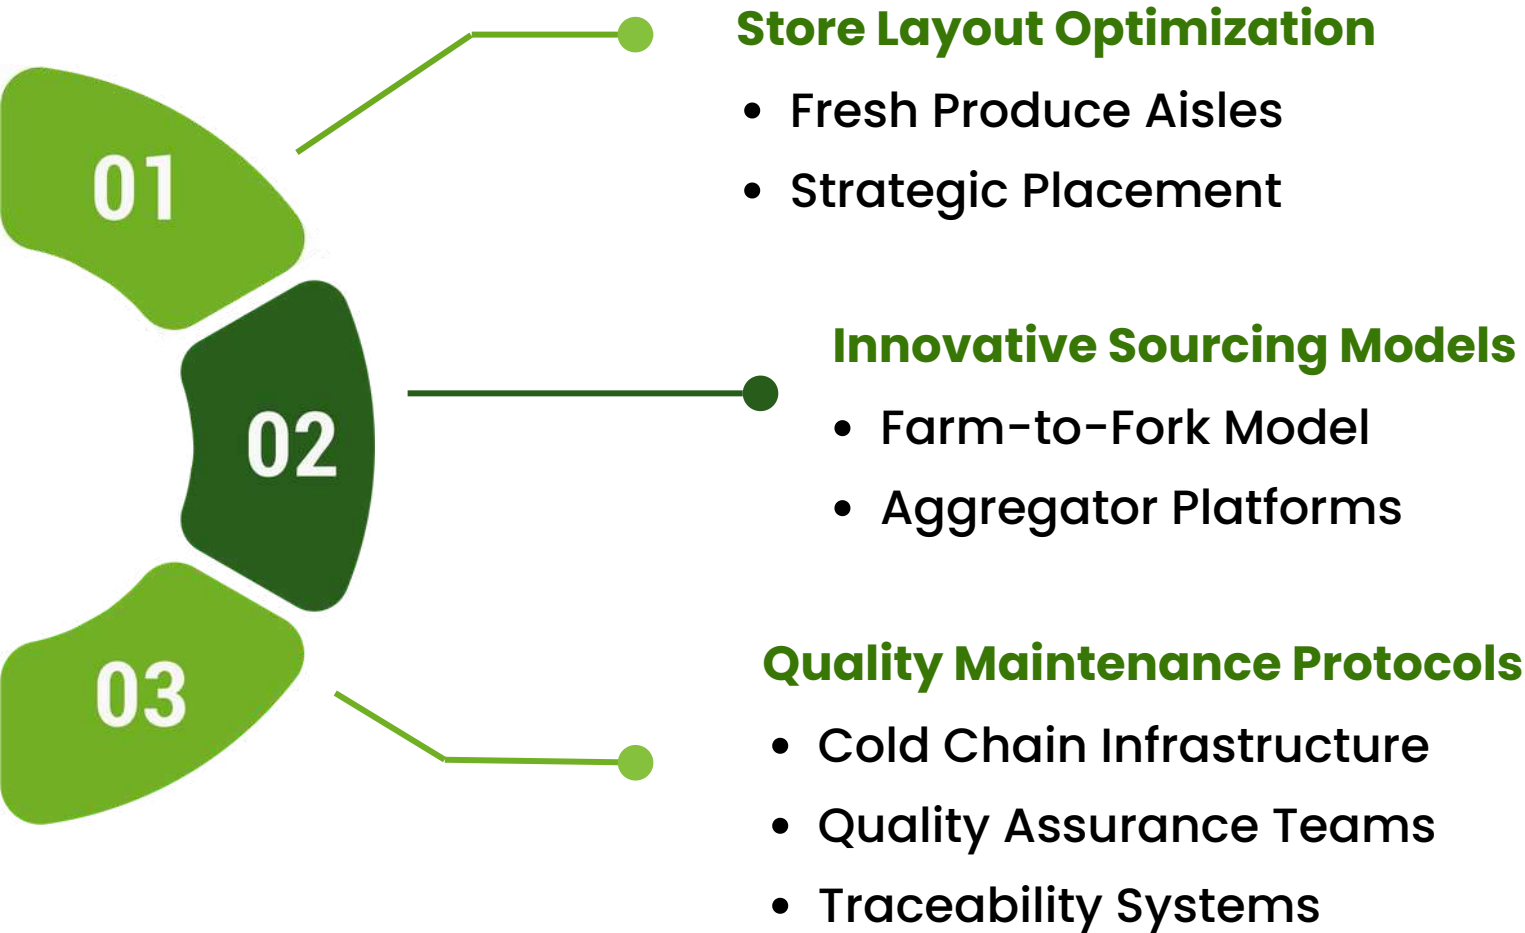 01
Store Layout Optimization
• Fresh Produce Aisles
• Strategic Placement
02
Innovative Sourcing Models
• Farm-to-Fork Model
• Aggregator Platforms
03
Quality Maintenance Protocols
• Cold Chain Infrastructure
• Quality Assurance Teams
• Traceability Systems